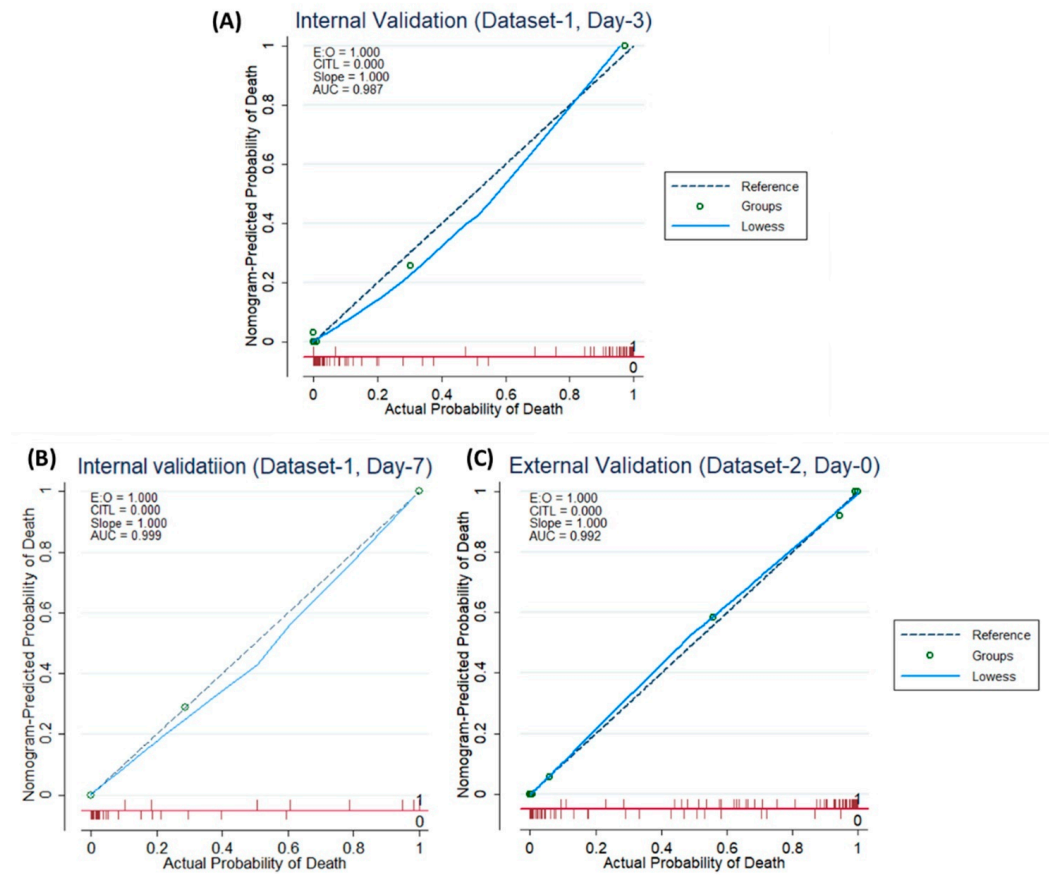 (A)
Internal Validation (Dataset-1, Day-3)
E:O = 1.000
CITL = 0.000
Slope = 1.000
AUC = 0.987
Nomogram-Predicted Probability of Death
1
0.8
0.6
0.4
0.2
0
1
0
0 0.2 0.4 0.6 0.8 1
Actual Probability of Death
Reference
Groups
Lowess
(B)
Internal validatiion (Dataset-1, Day-7)
E:O = 1.000
CITL = 0.000
Slope = 1.000
AUC = 0.999
Nomogram-Predicted Probability of Death
1
0.8
0.6
0.4
0.2
0
1
0
0 0.2 0.4 0.6 0.8 1
Actual Probability of Death
(C)
External Validation (Dataset-2, Day-0)
E:O = 1.000
CITL = 0.000
Slope = 1.000
AUC = 0.992
Nomogram-Predicted Probability of Death
1
0.8
0.6
0.4
0.2
0
1
0
0 0.2 0.4 0.6 0.8 1
Actual Probability of Death
Reference
Groups
Lowess